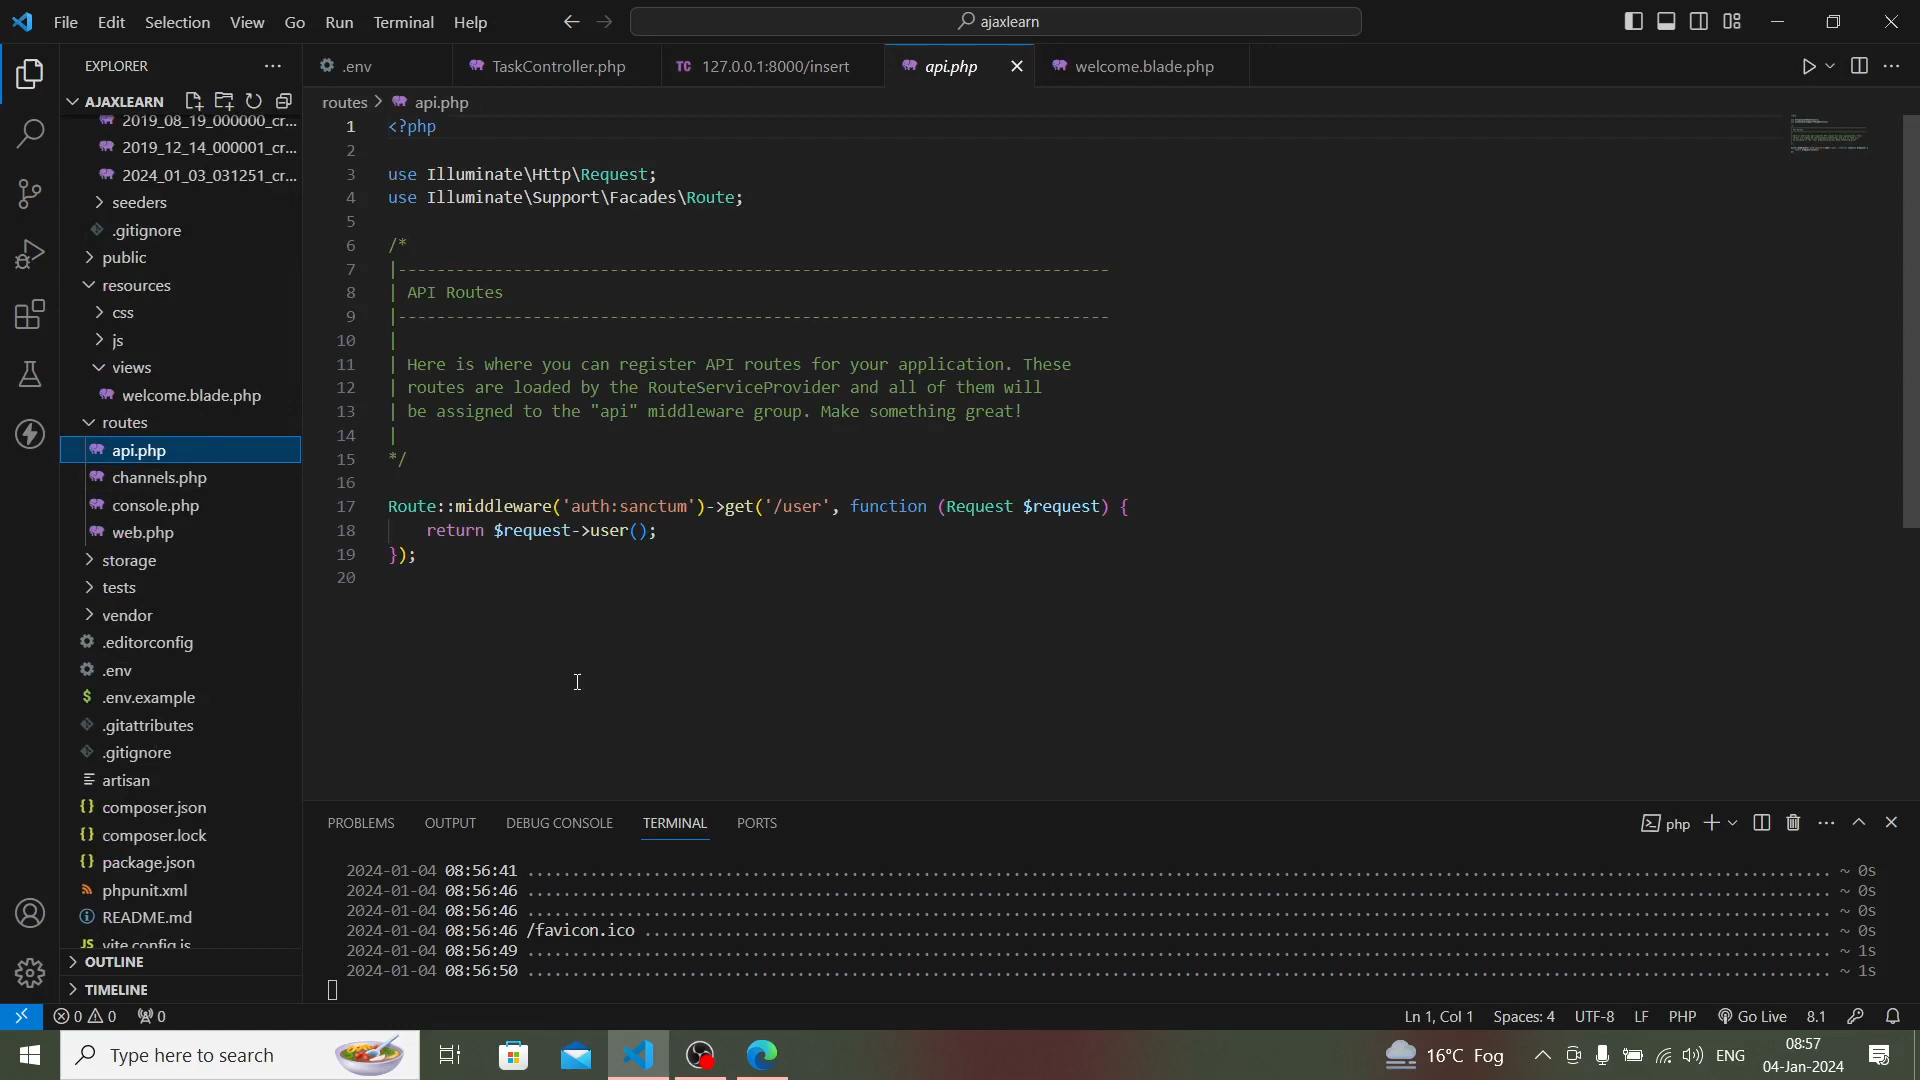 File Edit Selection View Go Run Terminal Help
ajaxlearn
EXPLORER
AJAXLEARN
2019_08_19_000000_cr...
2019_12_14_000001_cr...
2024_01_03_031251_cr...
seeders
.gitignore
public
resources
css
js
views
welcome.blade.php
routes
api.php
channels.php
console.php
web.php
storage
tests
vendor
.editorconfig
.env
.env.example
.gitattributes
.gitignore
artisan
composer.json
composer.lock
package.json
phpunit.xml
README.md
vite.config.js
OUTLINE
TIMELINE
.env
TaskController.php
TC 127.0.0.1:8000/insert
api.php
welcome.blade.php
routes > api.php
1 <?php
2
3 use Illuminate\Http\Request;
4 use Illuminate\Support\Facades\Route;
5
6 /*
7 |--------------------------------------------------------------------------
8 | API Routes
9 |--------------------------------------------------------------------------
10 |
11 | Here is where you can register API routes for your application. These
12 | routes are loaded by the RouteServiceProvider and all of them will
13 | be assigned to the "api" middleware group. Make something great!
14 |
15 */
16
17 Route::middleware('auth:sanctum')->get('/user', function (Request $request) {
18 return $request->user();
19 });
20
PROBLEMS OUTPUT DEBUG CONSOLE TERMINAL PORTS
php
2024-01-04 08:56:41 ........ ~ 0s
2024-01-04 08:56:46 ........ ~ 0s
2024-01-04 08:56:46 ........ ~ 0s
2024-01-04 08:56:46 /favicon.ico ........ ~ 0s
2024-01-04 08:56:49 ........ ~ 1s
2024-01-04 08:56:50 ........ ~ 1s
0 0 0
Ln 1, Col 1 Spaces: 4 UTF-8 LF PHP Go Live 8.1
Type here to search
16°C Fog
ENG
08:57
04-Jan-2024